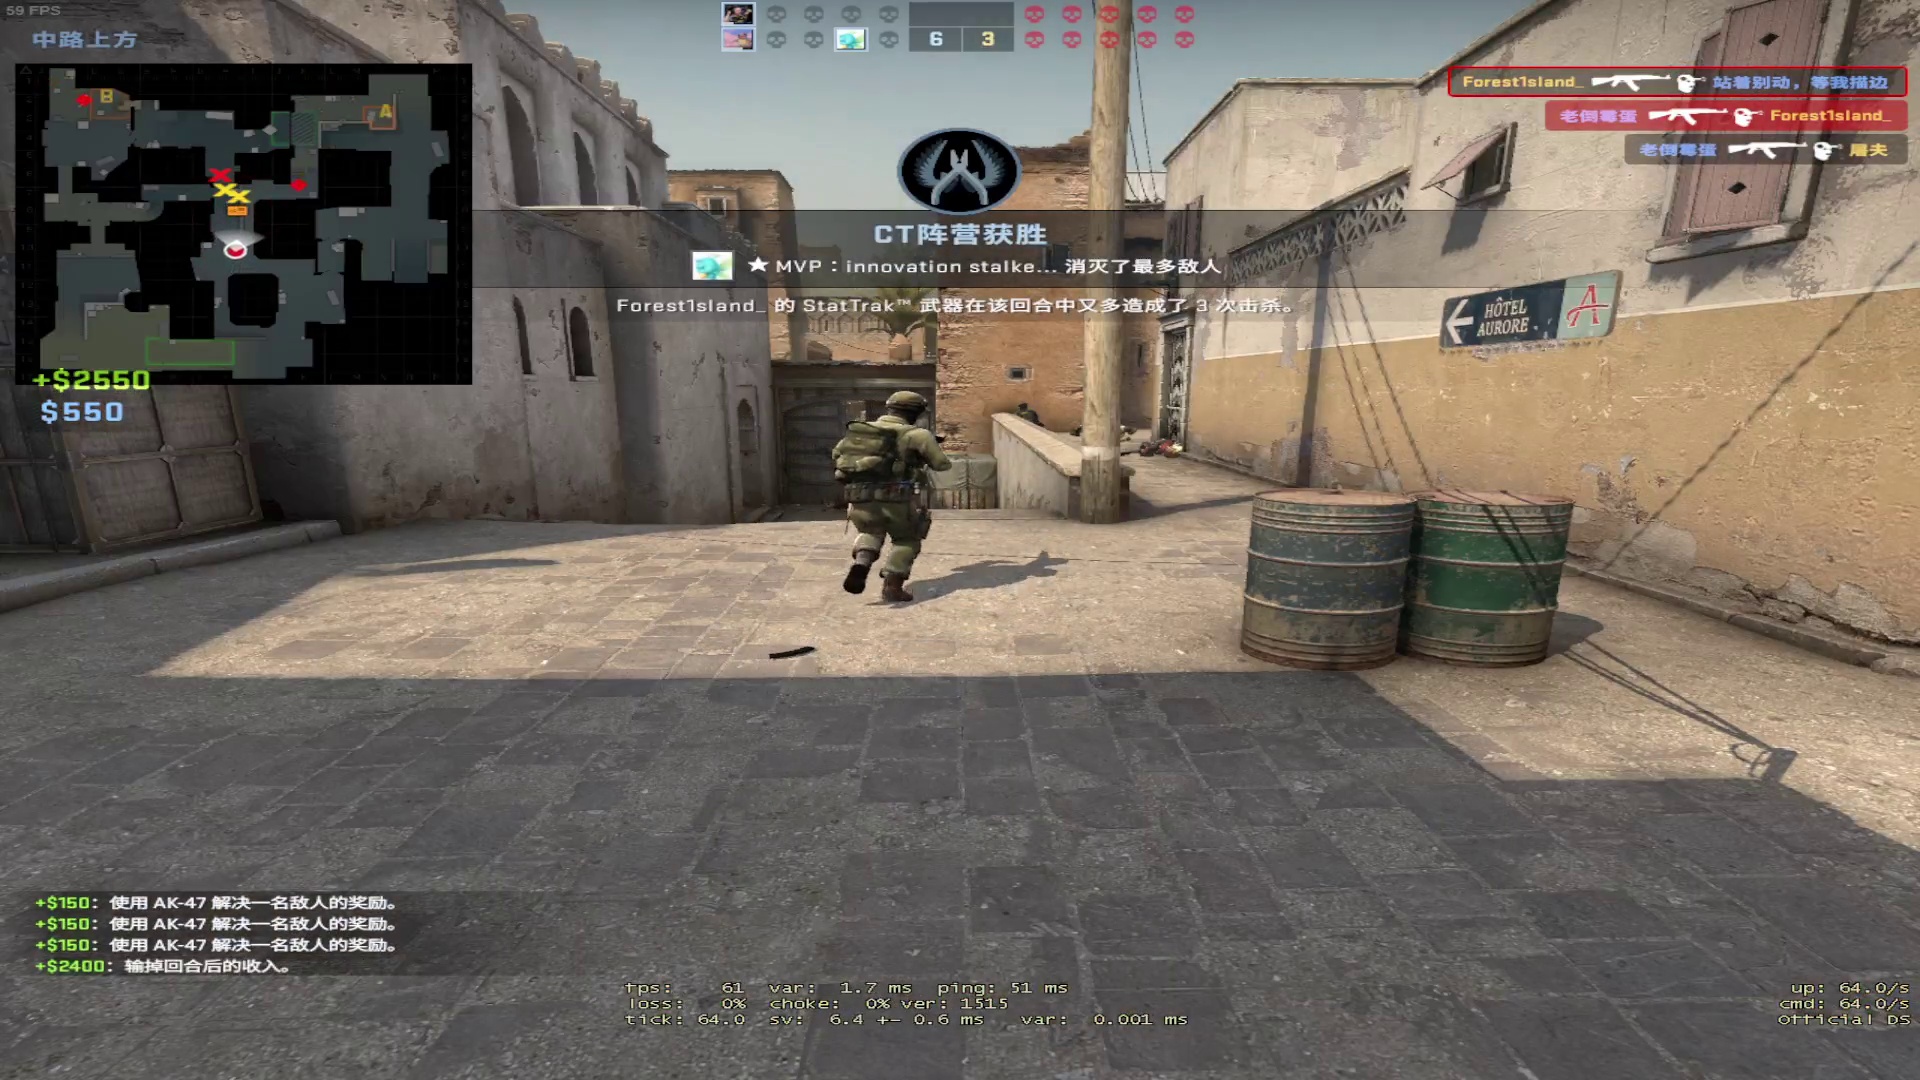 59 FPS
中路上方
B
A
+$2550
$550
6 3
Forest1sland_ 站着别动，等我描边
老倒霉蛋 Forest1sland_
老倒霉蛋 屠夫
CT阵营获胜
★ MVP：innovation stalke... 消灭了最多敌人
Forest1sland_ 的 StatTrak™ 武器在该回合中又多造成了 3 次击杀。
HÔTEL
AURORE
A
+$150：使用 AK-47 解决一名敌人的奖励。
+$150：使用 AK-47 解决一名敌人的奖励。
+$150：使用 AK-47 解决一名敌人的奖励。
+$2400：输掉回合后的收入。
fps: 61 var: 1.7 ms ping: 51 ms
loss: 0% choke: 0% ver: 1515
tick: 64.0 sv: 6.4 +- 0.6 ms var: 0.001 ms
up: 64.0/s
cmd: 64.0/s
Official DS